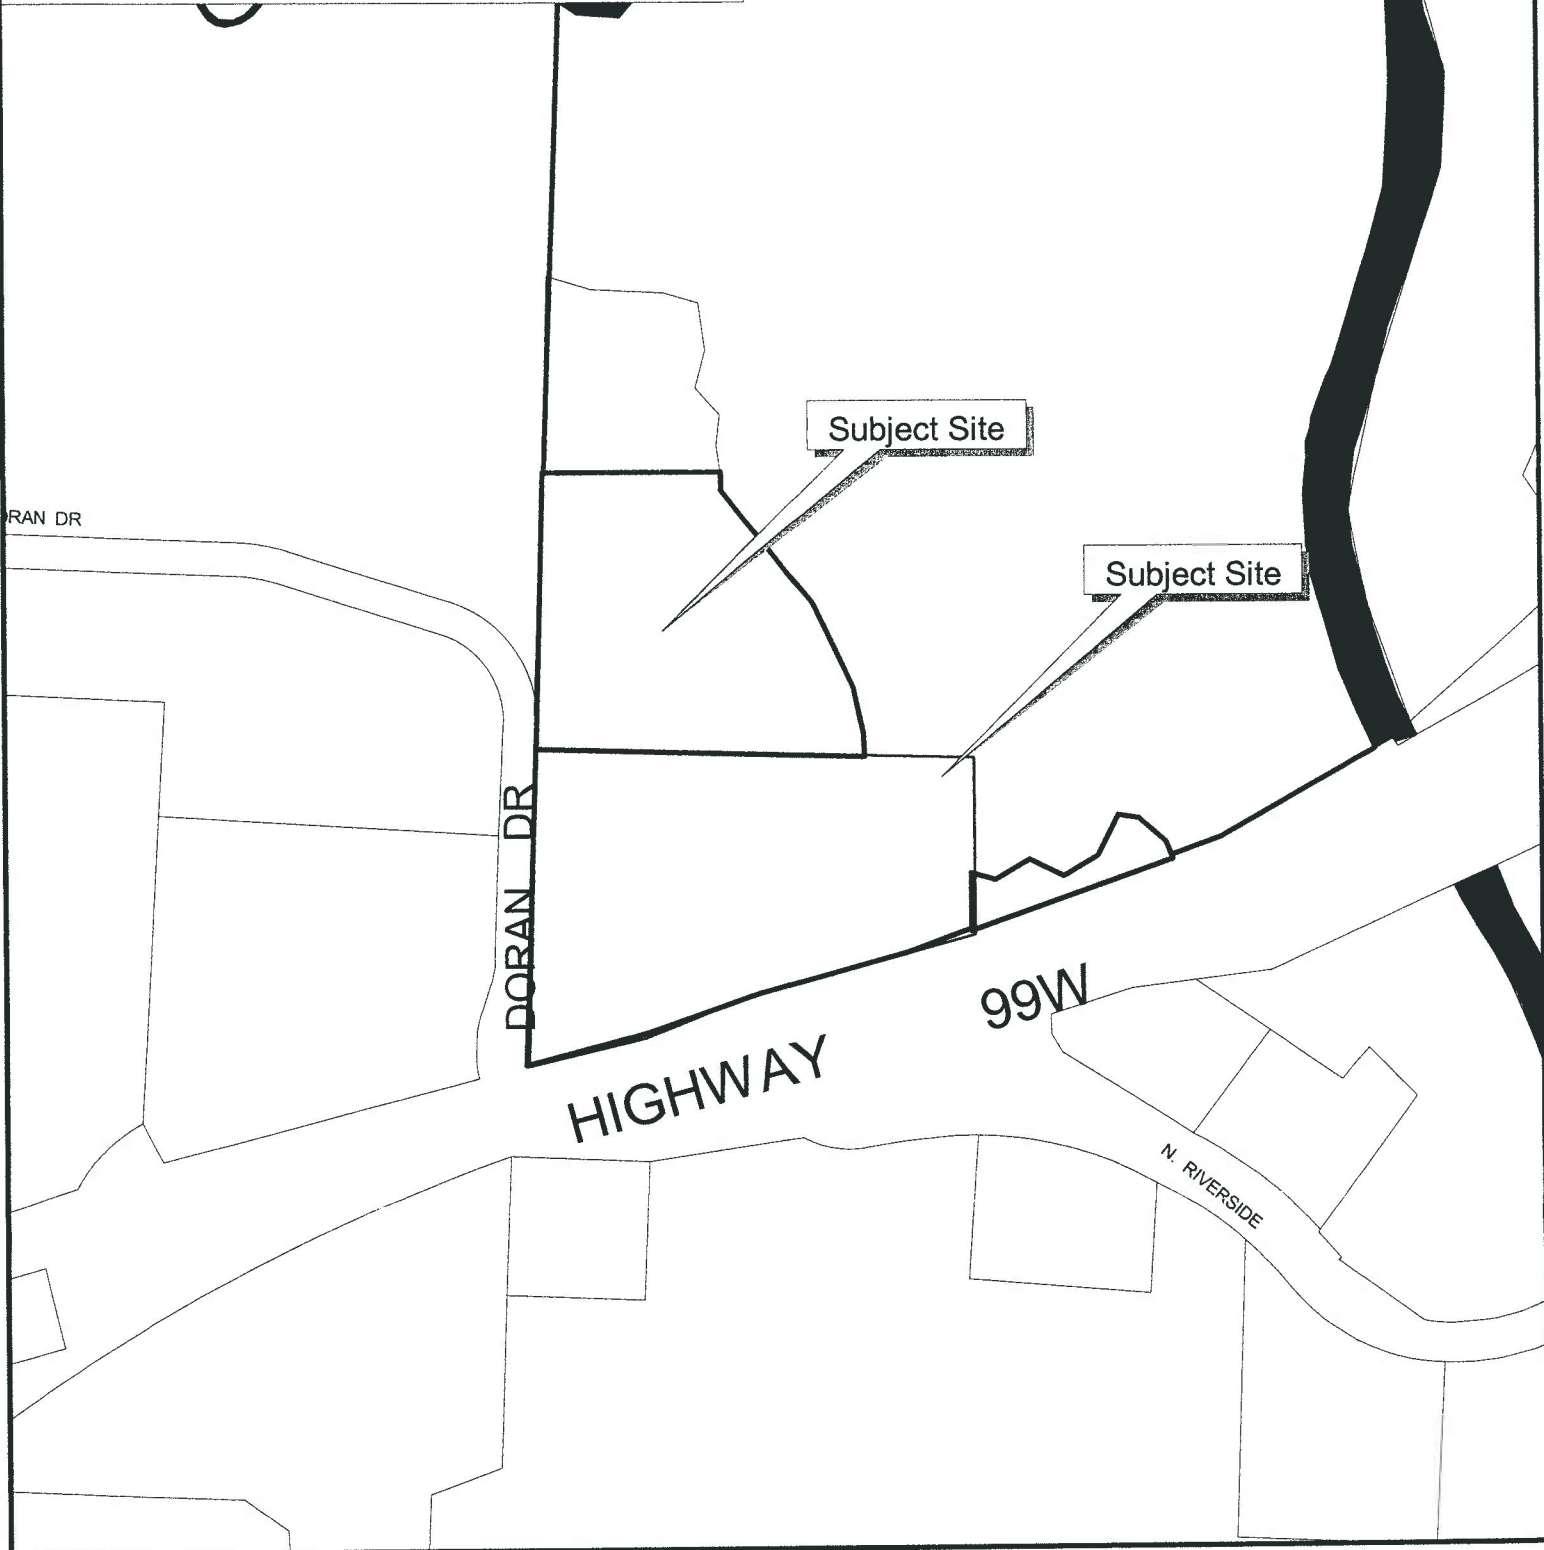 Subject Site
RAN DR
Subject Site
DORAN DR
99W
HIGHWAY
N. RIVERSIDE